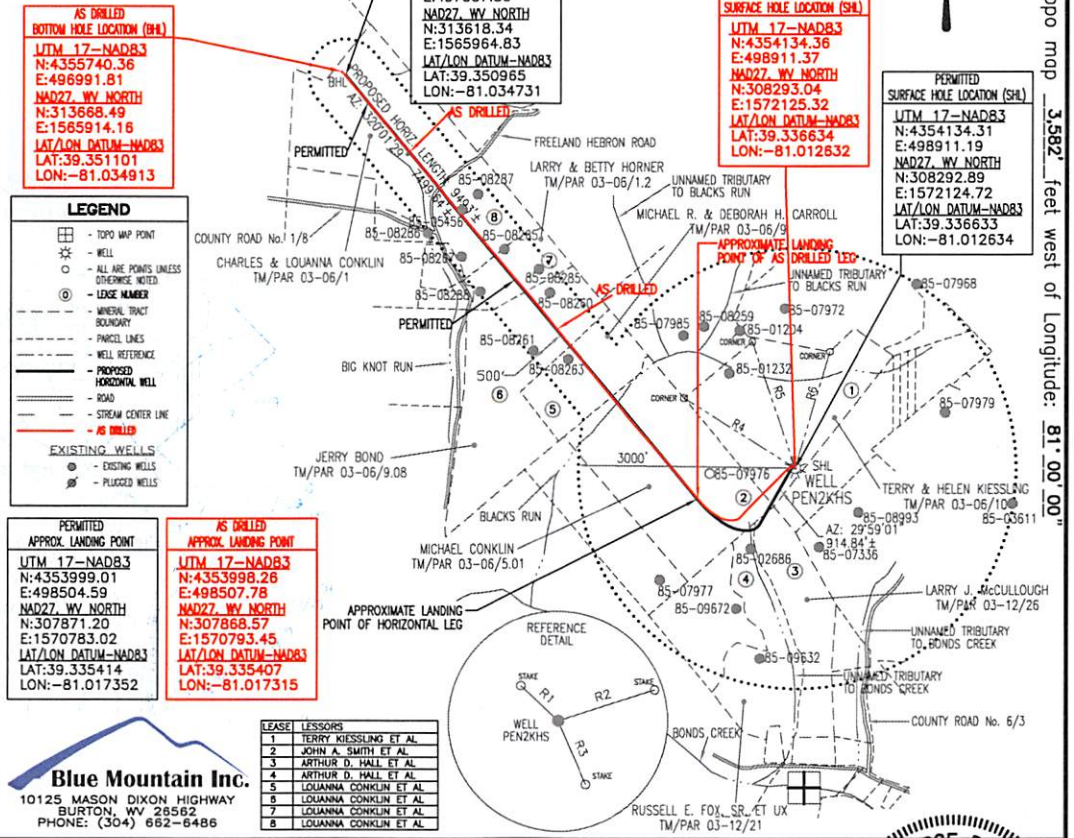 AS DRILLED
BOTTOM HOLE LOCATION (BHL)
UTM 17-NAD83
N:4355740.36
E:496991.81
NAD27, WV NORTH
N:313668.49
E:1565914.16
LAT/LON DATUM-NAD83
LAT:39.351101
LON:-81.034913
NAD27, WV NORTH
N:313618.34
E:1565964.83
LAT/LON DATUM-NAD83
LAT:39.350965
LON:-81.034731
SURFACE HOLE LOCATION (SHL)
UTM 17-NAD83
N:4354134.36
E:498911.37
NAD27, WV NORTH
N:308293.04
E:1572125.32
LAT/LON DATUM-NAD83
LAT:39.336634
LON:-81.012632
PERMITTED
SURFACE HOLE LOCATION (SHL)
UTM 17-NAD83
N:4354134.31
E:498911.19
NAD27, WV NORTH
N:308292.89
E:1572124.72
LAT/LON DATUM-NAD83
LAT:39.336633
LON:-81.012634
opo map 3,582' feet west of Longitude: 81° 00' 00"
LEGEND
- TOPO MAP POINT
- WELL
- ALL ARE POINTS UNLESS
OTHERWISE NOTED
- LEASE NUMBER
- MINERAL TRACT
BOUNDARY
- PARCEL LINES
- WELL REFERENCE
- PROPOSED
HORIZONTAL WELL
- ROAD
- STREAM CENTER LINE
- AS DRILLED
EXISTING WELLS
- EXISTING WELLS
- PLUGGED WELLS
BHL
PROPOSED HORIZ. LENGTH
AZ: 320°01'29"
AS DRILLED
PERMITTED
FREELAND HEBRON ROAD
LARRY & BETTY HORNER
TM/PAR 03-06/1.2
UNNAMED TRIBUTARY
TO BLACKS RUN
MICHAEL R. & DEBORAH H. CARROLL
TM/PAR 03-06/9
APPROXIMATE LANDING
POINT OF AS DRILLED LEG
UNNAMED TRIBUTARY
TO BLACKS RUN
COUNTY ROAD No. 1/8
CHARLES & LOUANNA CONKLIN
TM/PAR 03-06/1
85-08287
85-05456
85-08286
85-08267
85-08288
8
7
85-08285
85-08260
AS DRILLED
PERMITTED
85-08261
85-08263
500'
BIG KNOT RUN
6
5
85-07985
85-08259
85-01204
85-07972
85-07968
CORNER
CORNER
CORNER
85-01232
R5
R6
R4
1
85-07979
JERRY BOND
TM/PAR 03-06/9.08
3000'
85-07976
2
SHL
WELL
PEN2KHS
TERRY & HELEN KIESSLING
TM/PAR 03-06/10
85-03611
85-08993
AZ: 29°59'01"
914.84'±
85-07336
BLACKS RUN
MICHAEL CONKLIN
TM/PAR 03-06/5.01
85-02686
4
3
85-07977
85-09672
85-09632
LARRY J. McCULLOUGH
TM/PAR 03-12/26
UNNAMED TRIBUTARY
TO BONDS CREEK
UNNAMED TRIBUTARY
TO BONDS CREEK
COUNTY ROAD No. 6/3
APPROXIMATE LANDING
POINT OF HORIZONTAL LEG
PERMITTED
APPROX. LANDING POINT
UTM 17-NAD83
N:4353999.01
E:498504.59
NAD27, WV NORTH
N:307871.20
E:1570783.02
LAT/LON DATUM-NAD83
LAT:39.335414
LON:-81.017352
AS DRILLED
APPROX. LANDING POINT
UTM 17-NAD83
N:4353998.26
E:498507.78
NAD27, WV NORTH
N:307868.57
E:1570793.45
LAT/LON DATUM-NAD83
LAT:39.335407
LON:-81.017315
REFERENCE
DETAIL
STAKE
STAKE
R1
R2
WELL
PEN2KHS
R3
STAKE
BONDS CREEK
RUSSELL E. FOX, SR. ET UX
TM/PAR 03-12/21
Blue Mountain Inc.
10125 MASON DIXON HIGHWAY
BURTON, WV 26562
PHONE: (304) 662-6486
LEASE LESSORS
1 TERRY KIESSLING ET AL
2 JOHN A. SMITH ET AL
3 ARTHUR D. HALL ET AL
4 ARTHUR D. HALL ET AL
5 LOUANNA CONKLIN ET AL
6 LOUANNA CONKLIN ET AL
7 LOUANNA CONKLIN ET AL
8 LOUANNA CONKLIN ET AL